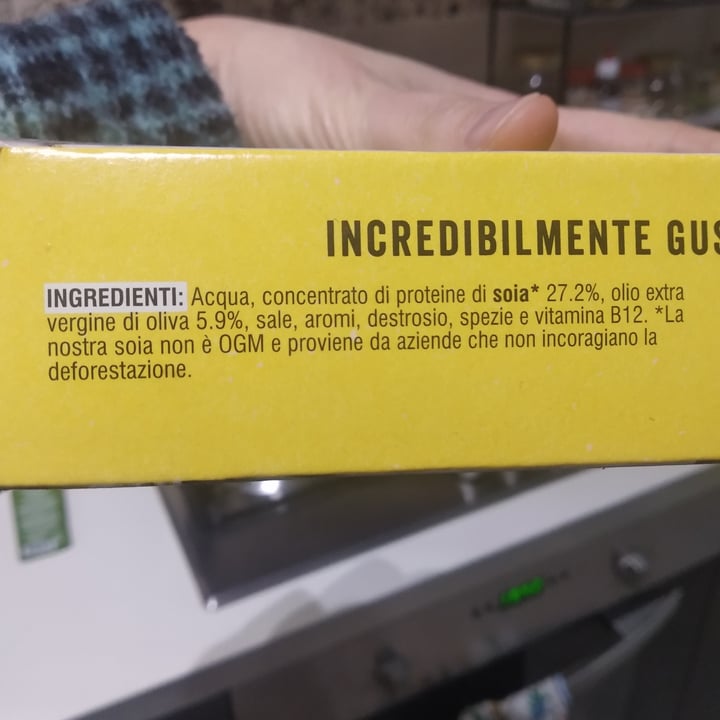 INCREDIBILMENTE
INGREDIENTI: Acqua, concentrato di proteine di soia* 27.2%, olio extra
vergine di oliva 5.9%, sale, aromi, destrosio, spezie e vitamina B12. *La
nostra soia non è OGM e proviene da aziende che non incoragiano la
deforestazione.